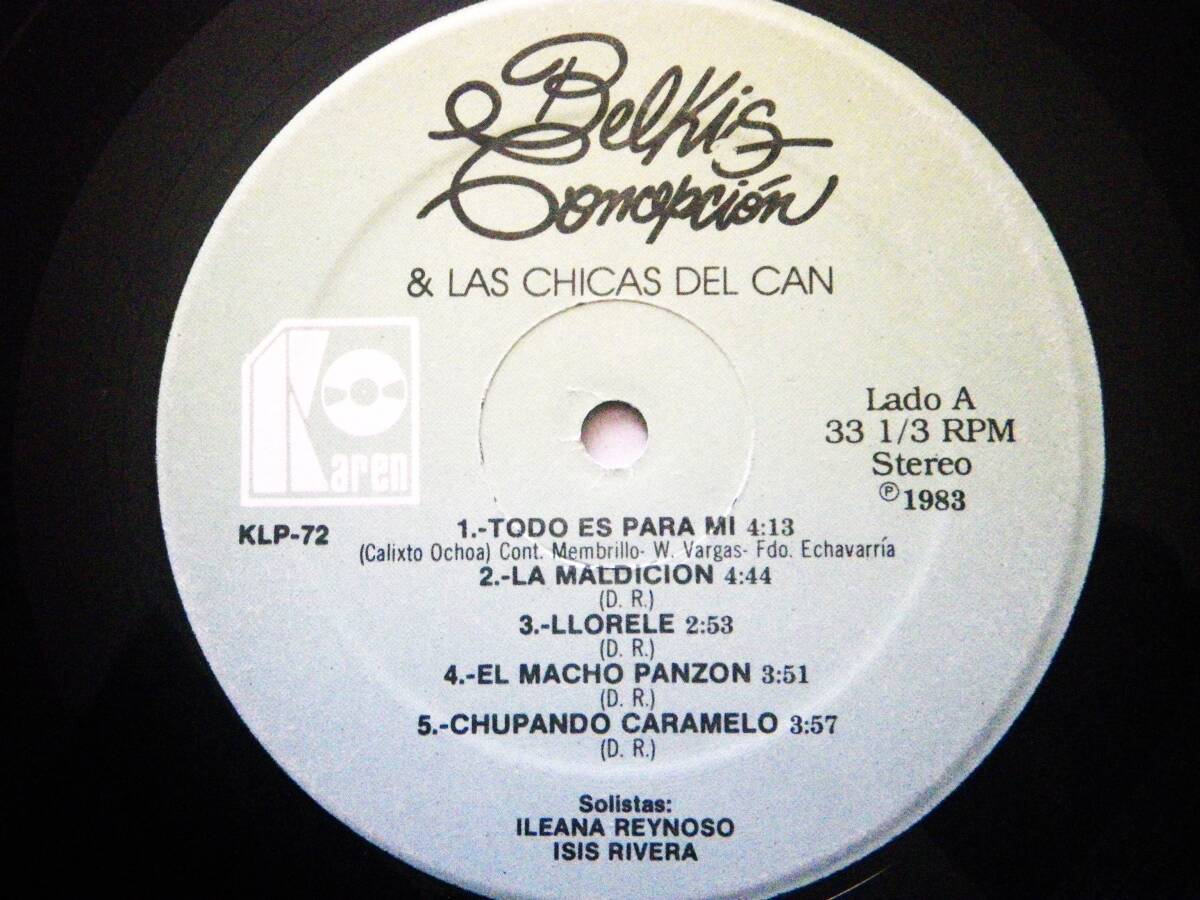 Belkis
Concepción
& LAS CHICAS DEL CAN
Karen
Lado A
33 1/3 RPM
Stereo
℗ 1983
KLP-72
1.-TODO ES PARA MI 4:13
(Calixto Ochoa) Cont. Membrillo- W. Vargas- Fdo. Echavarría
2.-LA MALDICION 4:44
(D. R.)
3.-LLORELE 2:53
(D. R.)
4.-EL MACHO PANZON 3:51
(D. R.)
5.-CHUPANDO CARAMELO 3:57
(D. R.)
Solistas:
ILEANA REYNOSO
ISIS RIVERA